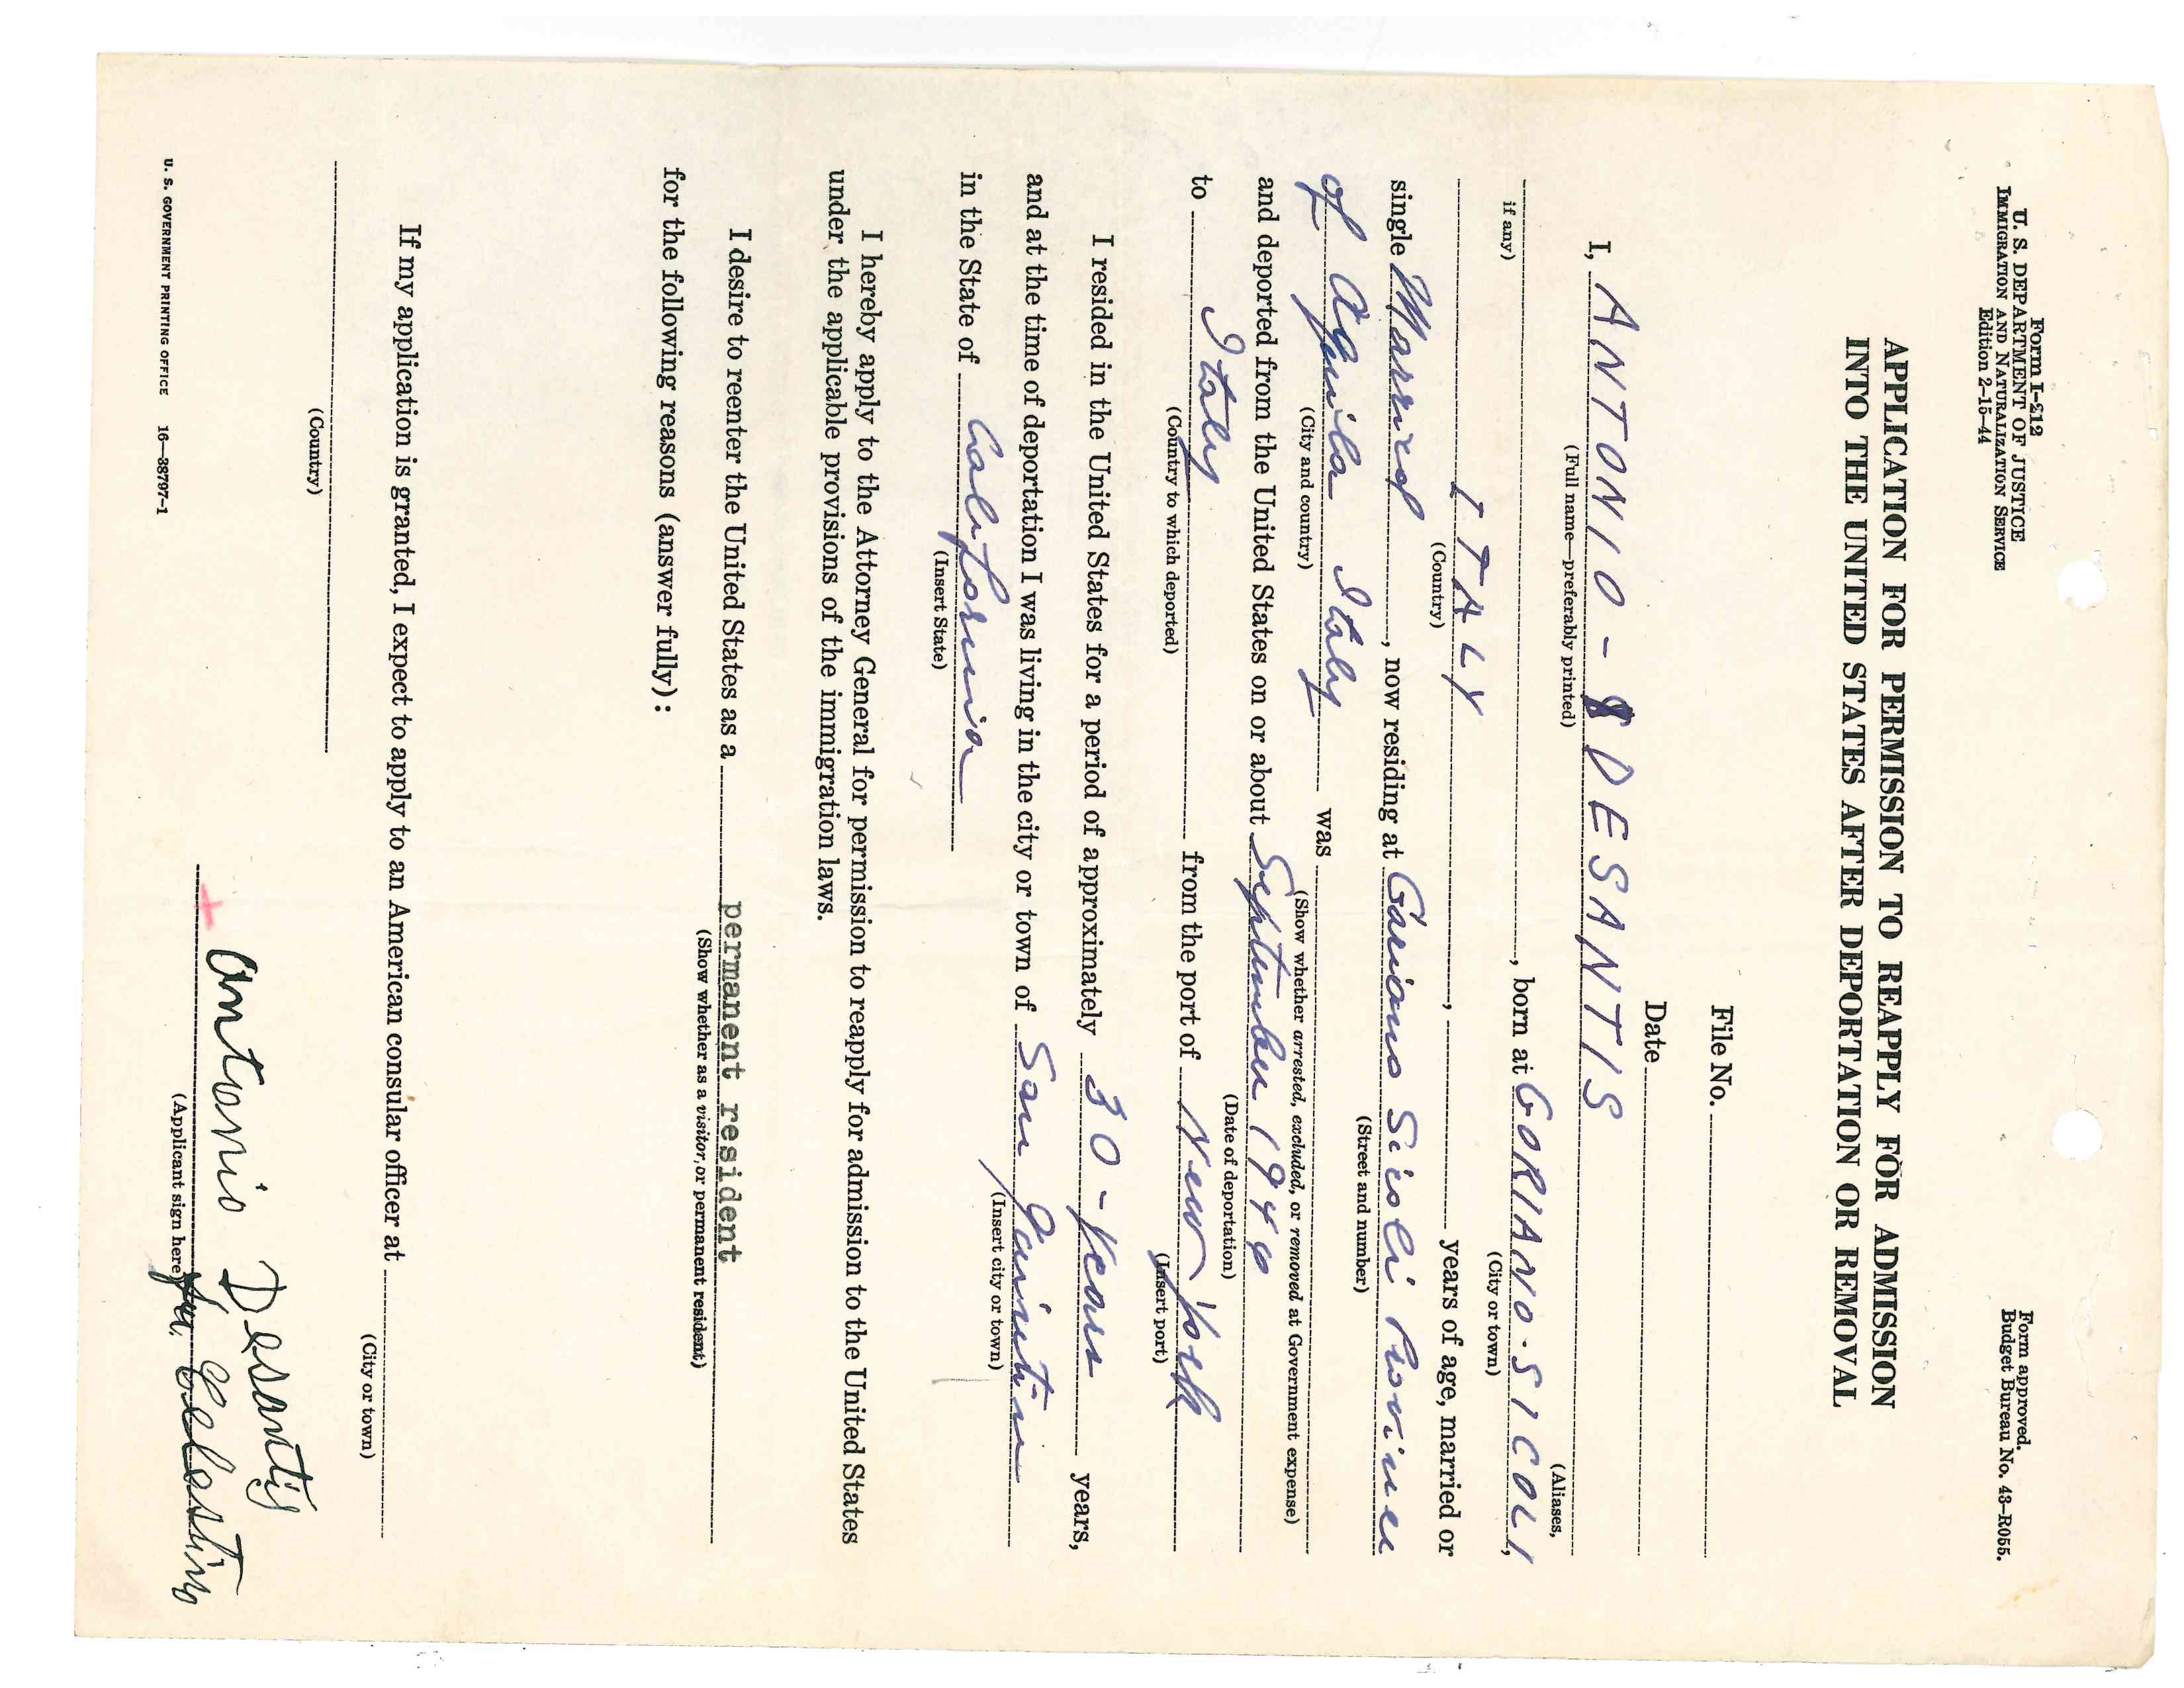 Form I-212
U. S. DEPARTMENT OF JUSTICE
IMMIGRATION AND NATURALIZATION SERVICE
Edition 2-15-44
Form approved.
Budget Bureau No. 43-R055.
APPLICATION FOR PERMISSION TO REAPPLY FOR ADMISSION
INTO THE UNITED STATES AFTER DEPORTATION OR REMOVAL
File No.
Date
I, ANTONIO - DESANTIS
(Full name—preferably printed) (Aliases,
, born at GORIANO-SICOLI,
if any) (City or town)
ITALY, years of age, married or
(Country)
single Married, now residing at Gariano Sicoli Province
(Street and number)
of Aquila Italy was
(City and country) (Show whether arrested, excluded, or removed at Government expense)
and deported from the United States on or about September 1946
(Date of deportation)
to Italy from the port of New York
(Country to which deported) (Insert port)
I resided in the United States for a period of approximately 30 - Years years,
and at the time of deportation I was living in the city or town of San Quintin
(Insert city or town)
in the State of California
(Insert State)
I hereby apply to the Attorney General for permission to reapply for admission to the United States
under the applicable provisions of the immigration laws.
I desire to reenter the United States as a permanent resident
(Show whether as a visitor, or permanent resident)
for the following reasons (answer fully):
If my application is granted, I expect to apply to an American consular officer at
(City or town)
(Country)
Antonio Desantis
fu. Celestino
(Applicant sign here)
U. S. GOVERNMENT PRINTING OFFICE 16—38797-1